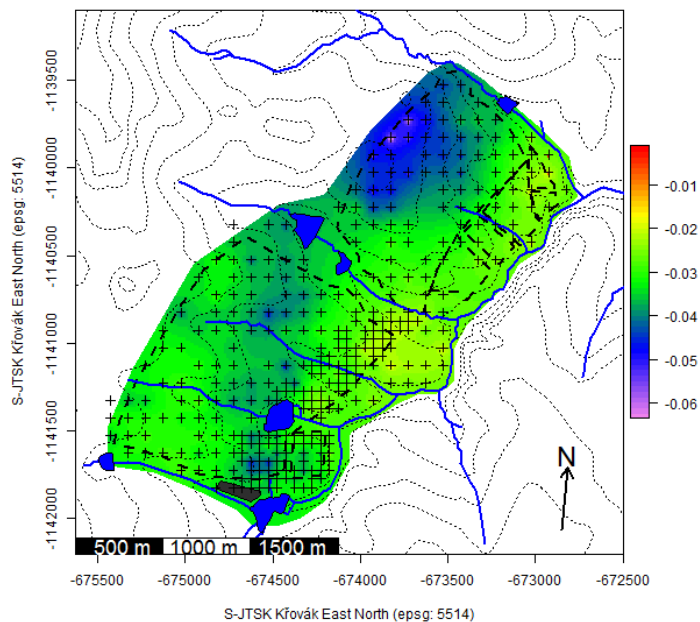 S-JTSK Křovák East North (epsg: 5514)
-1139500
-1140000
-1140500
-1141000
-1141500
-1142000
-0.01
-0.02
-0.03
-0.04
-0.05
-0.06
N
500 m 1000 m 1500 m
-675500 -675000 -674500 -674000 -673500 -673000 -672500
S-JTSK Křovák East North (epsg: 5514)